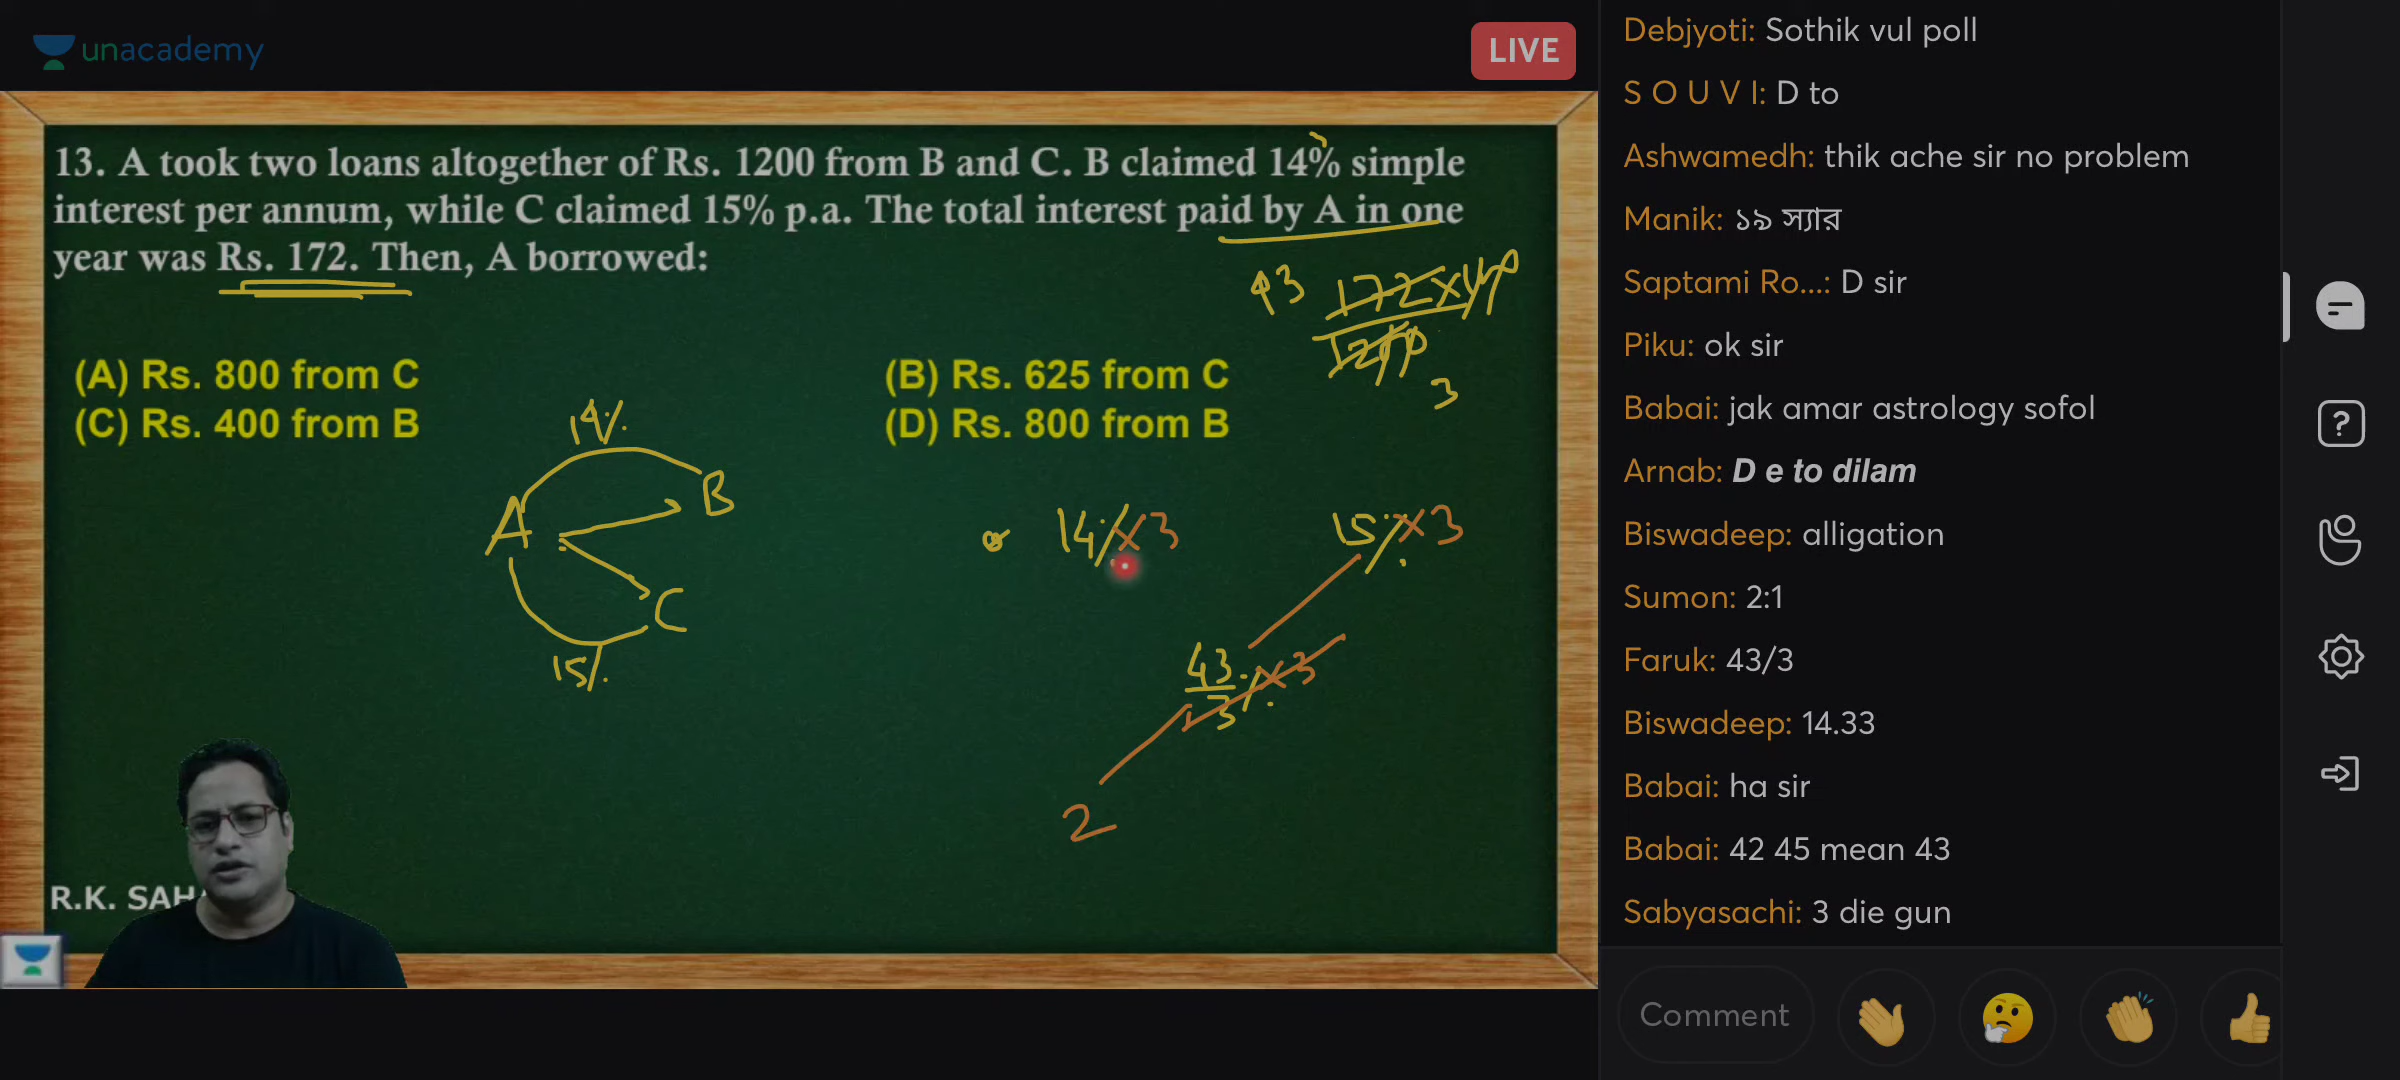 unacademy
LIVE
13. A took two loans altogether of Rs. 1200 from B and C. B claimed 14% simple
interest per annum, while C claimed 15% p.a. The total interest paid by A in one
year was Rs. 172. Then, A borrowed:
43 172×100
1200
3
(A) Rs. 800 from C
(B) Rs. 625 from C
(C) Rs. 400 from B
(D) Rs. 800 from B
14%
A
B
C
15%
14%×3
15%×3
43/3%×3
2
R.K. SAH
Debjyoti: Sothik vul poll
S O U V I: D to
Ashwamedh: thik ache sir no problem
Manik: ১৯ স্যার
Saptami Ro...: D sir
Piku: ok sir
Babai: jak amar astrology sofol
Arnab: D e to dilam
Biswadeep: alligation
Sumon: 2:1
Faruk: 43/3
Biswadeep: 14.33
Babai: ha sir
Babai: 42 45 mean 43
Sabyasachi: 3 die gun
Comment